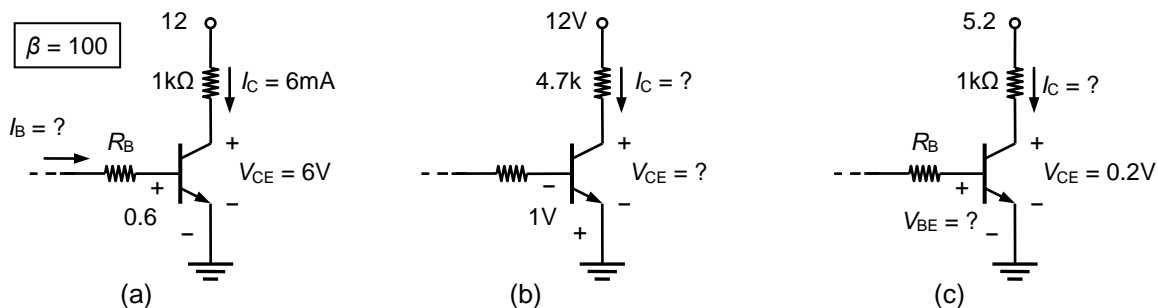 12
12V
5.2
β = 100
1kΩ
I_C = 6mA
4.7k
I_C = ?
1kΩ
I_C = ?
I_B = ?
R_B
+
+
R_B
+
V_CE = 6V
V_CE = ?
V_CE = 0.2V
+
−
+
0.6
−
1V
−
V_BE = ?
−
−
+
−
(a)
(b)
(c)